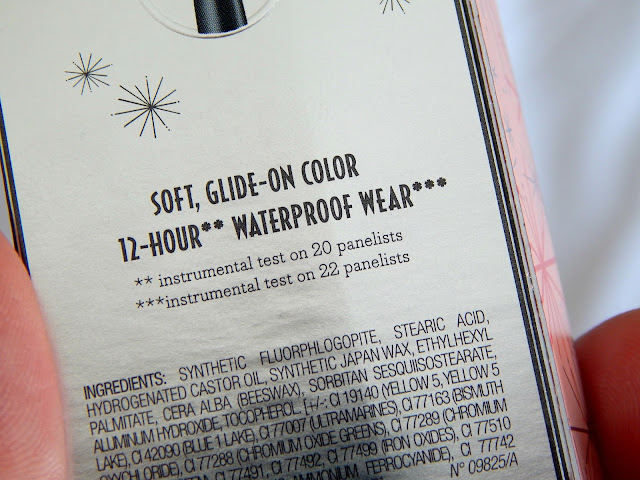 SOFT, GLIDE-ON COLOR
12-HOUR** WATERPROOF WEAR***
** instrumental test on 20 panelists
***instrumental test on 22 panelists
INGREDIENTS: SYNTHETIC FLUORPHLOGOPITE, STEARIC ACID,
HYDROGENATED CASTOR OIL, SYNTHETIC JAPAN WAX, ETHYLHEXYL
PALMITATE, CERA ALBA (BEESWAX), SORBITAN SESQUIISOSTEARATE,
ALUMINUM HYDROXIDE, TOCOPHEROL. [+/-: CI 19140 (YELLOW 5, YELLOW 5
LAKE), CI 42090 (BLUE 1 LAKE), CI 77007 (ULTRAMARINES), CI 77163 (BISMUTH
OXYCHLORIDE), CI 77288 (CHROMIUM OXIDE GREENS), CI 77289 (CHROMIUM
CI 77491, CI 77492, CI 77499 (IRON OXIDES), CI 77510
AMMONIUM FERROCYANIDE), CI 77742
N° 09825/A